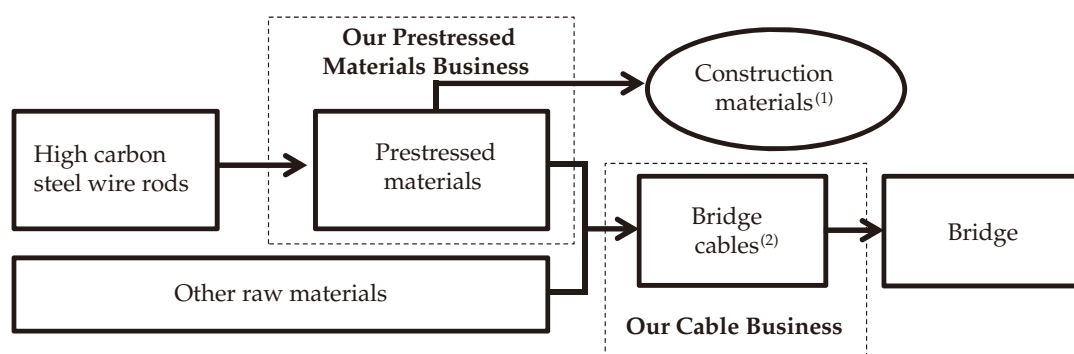 Our Prestressed
Materials Business
Construction
materials(1)
High carbon
steel wire rods
Prestressed
materials
Bridge
cables(2)
Bridge
Other raw materials
Our Cable Business